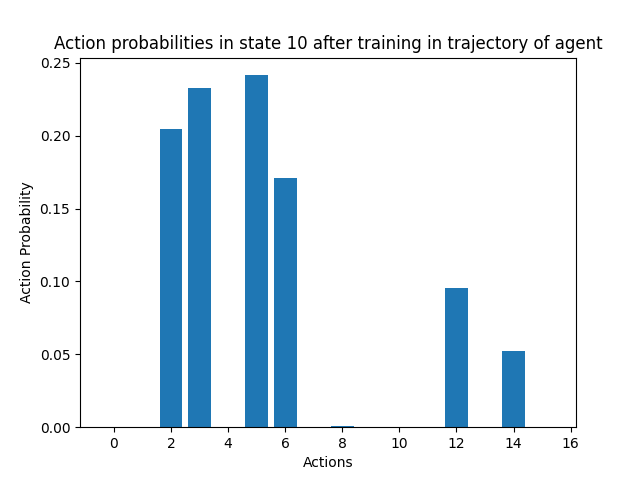 Action probabilities in state 10 after training in trajectory of agent
0.25
0.20
0.15
0.10
0.05
0.00
Action Probability
0 2 4 6 8 10 12 14 16
Actions